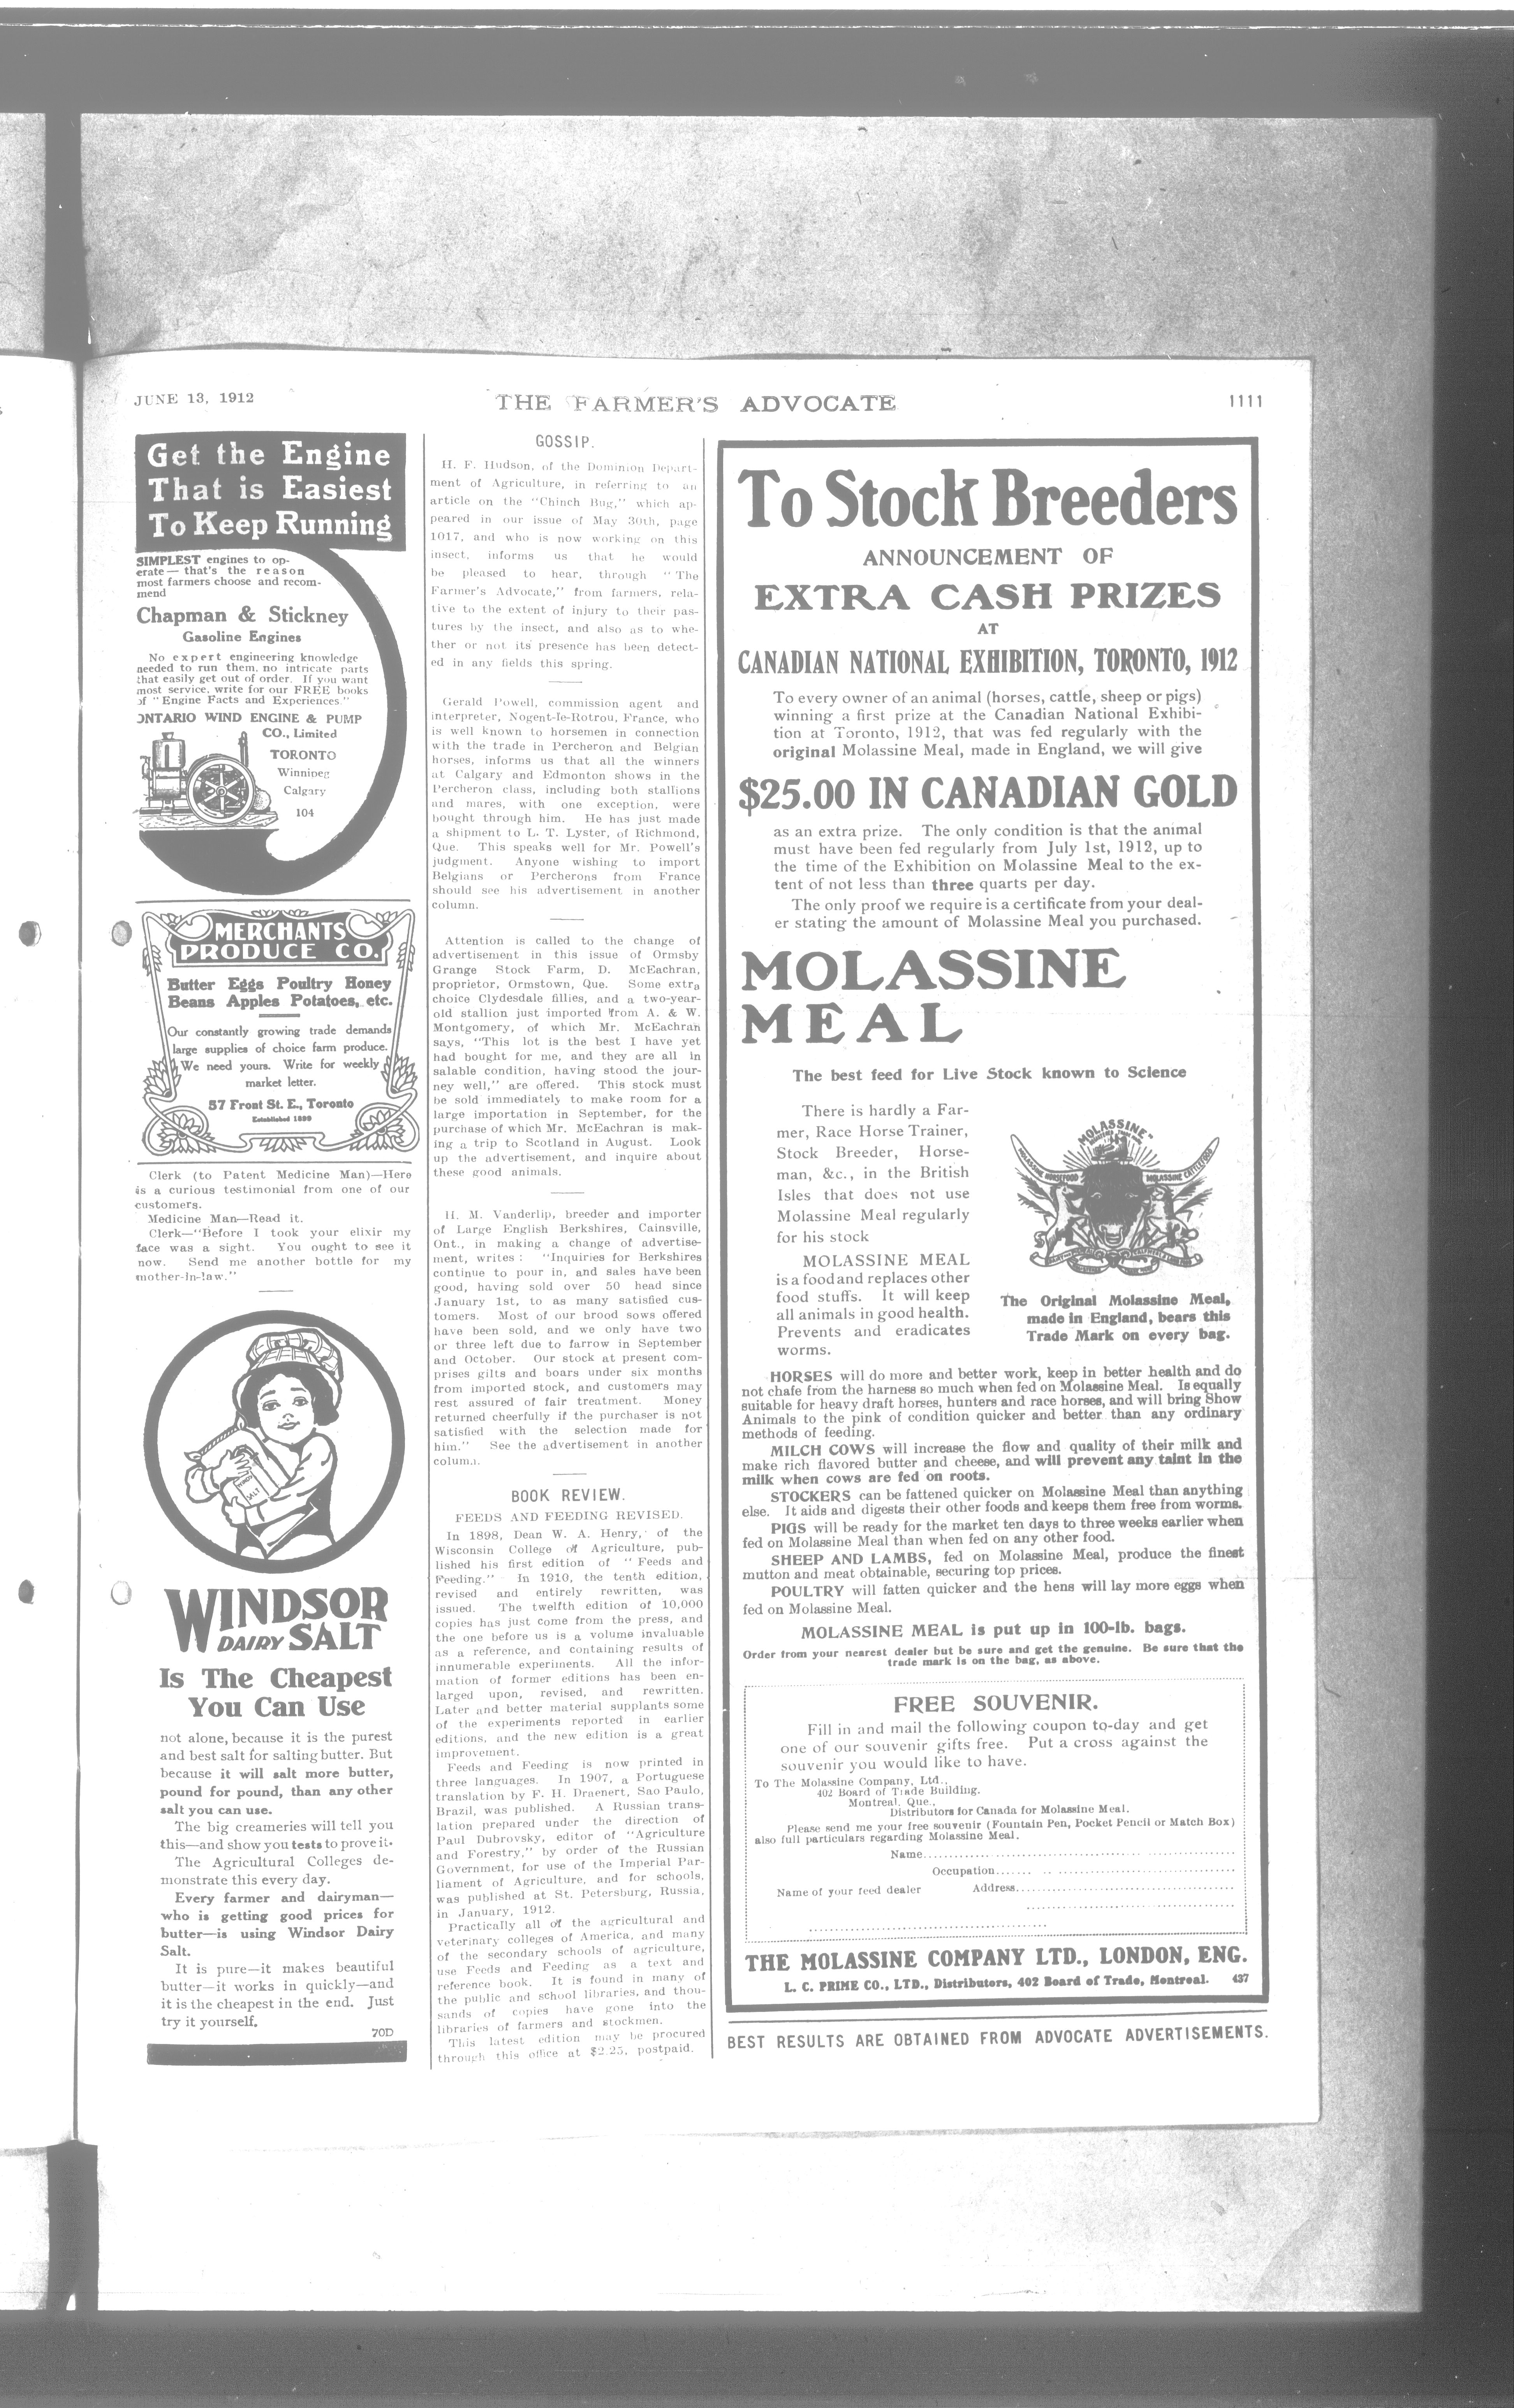 JUNE 13, 1912
THE FARMER'S ADVOCATE
1111
Get the Engine
That is Easiest
To Keep Running
SIMPLEST engines to op-
erate — that's the reason
most farmers choose and recom-
mend
Chapman & Stickney
Gasoline Engines
No expert engineering knowledge
needed to run them, no intricate parts
that easily get out of order. If you want
most service, write for our FREE books
of "Engine Facts and Experiences"
ONTARIO WIND ENGINE & PUMP
CO., Limited
TORONTO
Winnipeg
Calgary
104
MERCHANTS
PRODUCE CO.
Butter Eggs Poultry Honey
Beans Apples Potatoes, etc.
Our constantly growing trade demands
large supplies of choice farm produce.
We need yours. Write for weekly
market letter.
57 Front St. E., Toronto
Established 1899
Clerk (to Patent Medicine Man)—Here
is a curious testimonial from one of our
customers.
Medicine Man—Read it.
Clerk—"Before I took your elixir my
face was a sight. You ought to see it
now. Send me another bottle for my
mother-in-law."
WINDSOR
SALT
WINDSOR
DAIRY SALT
Is The Cheapest
You Can Use
not alone, because it is the purest
and best salt for salting butter. But
because it will salt more butter,
pound for pound, than any other
salt you can use.
The big creameries will tell you
this—and show you tests to prove it.
The Agricultural Colleges de-
monstrate this every day.
Every farmer and dairyman—
who is getting good prices for
butter—is using Windsor Dairy
Salt.
It is pure—it makes beautiful
butter—it works in quickly—and
it is the cheapest in the end. Just
try it yourself.
70D
GOSSIP.
H. F. Hudson, of the Dominion Depart-
ment of Agriculture, in referring to an
article on the "Chinch Bug," which ap-
peared in our issue of May 30th, page
1017, and who is now working on this
insect, informs us that he would
be pleased to hear, through "The
Farmer's Advocate," from farmers, rela-
tive to the extent of injury to their pas-
tures by the insect, and also as to whe-
ther or not its presence has been detect-
ed in any fields this spring.
Gerald Powell, commission agent and
interpreter, Nogent-Ie-Rotrou, France, who
is well known to horsemen in connection
with the trade in Percheron and Belgian
horses, informs us that all the winners
at Calgary and Edmonton shows in the
Percheron class, including both stallions
and mares, with one exception, were
bought through him. He has just made
a shipment to L. T. Lyster, of Richmond,
Que. This speaks well for Mr. Powell's
judgment. Anyone wishing to import
Belgians or Percherons from France
should see his advertisement in another
column.
Attention is called to the change of
advertisement in this issue of Ormsby
Grange Stock Farm, D. McEachran,
proprietor, Ormstown, Que. Some extra
choice Clydesdale fillies, and a two-year-
old stallion just imported from A. & W.
Montgomery, of which Mr. McEachran
says, "This lot is the best I have yet
had bought for me, and they are all in
salable condition, having stood the jour-
ney well," are offered. This stock must
be sold immediately to make room for a
large importation in September, for the
purchase of which Mr. McEachran is mak-
ing a trip to Scotland in August. Look
up the advertisement, and inquire about
these good animals.
H. M. Vanderlip, breeder and importer
of Large English Berkshires, Cainsville,
Ont., in making a change of advertise-
ment, writes : "Inquiries for Berkshires
continue to pour in, and sales have been
good, having sold over 50 head since
January 1st, to as many satisfied cus-
tomers. Most of our brood sows offered
have been sold, and we only have two
or three left due to farrow in September
and October. Our stock at present com-
prises gilts and boars under six months
from imported stock, and customers may
rest assured of fair treatment. Money
returned cheerfully if the purchaser is not
satisfied with the selection made for
him." See the advertisement in another
column.
BOOK REVIEW.
FEEDS AND FEEDING REVISED.
In 1898, Dean W. A. Henry, of the
Wisconsin College of Agriculture, pub-
lished his first edition of "Feeds and
Feeding." In 1910, the tenth edition,
revised and entirely rewritten, was
issued. The twelfth edition of 10,000
copies has just come from the press, and
the one before us is a volume invaluable
as a reference, and containing results of
innumerable experiments. All the infor-
mation of former editions has been en-
larged upon, revised, and rewritten.
Later and better material supplants some
of the experiments reported in earlier
editions, and the new edition is a great
improvement.
Feeds and Feeding is now printed in
three languages. In 1907, a Portuguese
translation by F. H. Draenert, Sao Paulo,
Brazil, was published. A Russian trans-
lation prepared under the direction of
Paul Dubrovsky, editor of "Agriculture
and Forestry," by order of the Russian
Government, for use of the Imperial Par-
liament of Agriculture, and for schools,
was published at St. Petersburg, Russia,
in January, 1912.
Practically all of the agricultural and
veterinary colleges of America, and many
of the secondary schools of agriculture,
use Feeds and Feeding as a text and
reference book. It is found in many of
the public and school libraries, and thou-
sands of copies have gone into the
libraries of farmers and stockmen.
This latest edition may be procured
through this office at $2.25, postpaid.
To Stock Breeders
ANNOUNCEMENT OF
EXTRA CASH PRIZES
AT
CANADIAN NATIONAL EXHIBITION, TORONTO, 1912
To every owner of an animal (horses, cattle, sheep or pigs)
winning a first prize at the Canadian National Exhibi-
tion at Toronto, 1912, that was fed regularly with the
original Molassine Meal, made in England, we will give
$25.00 IN CANADIAN GOLD
as an extra prize. The only condition is that the animal
must have been fed regularly from July 1st, 1912, up to
the time of the Exhibition on Molassine Meal to the ex-
tent of not less than three quarts per day.
The only proof we require is a certificate from your deal-
er stating the amount of Molassine Meal you purchased.
MOLASSINE
MEAL
The best feed for Live Stock known to Science
There is hardly a Far-
mer, Race Horse Trainer,
Stock Breeder, Horse-
man, &c., in the British
Isles that does not use
Molassine Meal regularly
for his stock
MOLASSINE MEAL
is a food and replaces other
food stuffs. It will keep
all animals in good health.
Prevents and eradicates
worms.
MOLASSINE
MOLASSINE HORSEFOOD
MOLASSINE CATTLEFOOD
The Original Molassine Meal,
made in England, bears this
Trade Mark on every bag.
HORSES will do more and better work, keep in better health and do
not chafe from the harness so much when fed on Molassine Meal. Is equally
suitable for heavy draft horses, hunters and race horses, and will bring Show
Animals to the pink of condition quicker and better than any ordinary
methods of feeding.
MILCH COWS will increase the flow and quality of their milk and
make rich flavored butter and cheese, and will prevent any taint in the
milk when cows are fed on roots.
STOCKERS can be fattened quicker on Molassine Meal than anything
else. It aids and digests their other foods and keeps them free from worms.
PIGS will be ready for the market ten days to three weeks earlier when
fed on Molassine Meal than when fed on any other food.
SHEEP AND LAMBS, fed on Molassine Meal, produce the finest
mutton and meat obtainable, securing top prices.
POULTRY will fatten quicker and the hens will lay more eggs when
fed on Molassine Meal.
MOLASSINE MEAL is put up in 100-lb. bags.
Order from your nearest dealer but be sure and get the genuine. Be sure that the
trade mark is on the bag, as above.
FREE SOUVENIR.
Fill in and mail the following coupon to-day and get
one of our souvenir gifts free. Put a cross against the
souvenir you would like to have.
To The Molassine Company, Ltd.,
402 Board of Trade Building.
Montreal, Que.,
Distributors for Canada for Molassine Meal.
Please send me your free souvenir (Fountain Pen, Pocket Pencil or Match Box)
also full particulars regarding Molassine Meal.
Name
Occupation
Name of your feed dealer Address
THE MOLASSINE COMPANY LTD., LONDON, ENG.
L. C. PRIME CO., LTD., Distributors, 402 Board of Trade, Montreal. 437
BEST RESULTS ARE OBTAINED FROM ADVOCATE ADVERTISEMENTS.